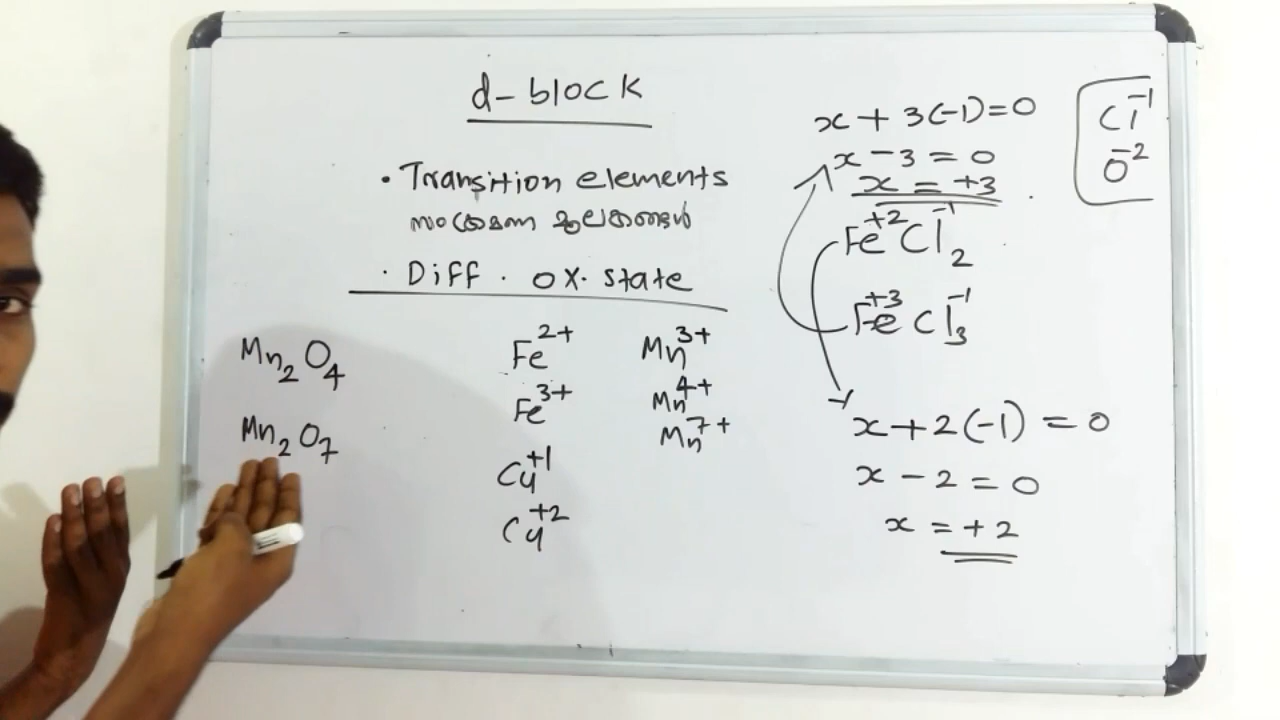 d-block
• Transition elements
സംക്രമണ മൂലകങ്ങൾ
· Diff. ox. state
Mn₂O₄
Mn₂O₇
Fe²⁺
Fe³⁺
Cu⁺¹
Cu⁺²
Mn³⁺
Mn⁴⁺
Mn⁷⁺
x + 3(-1)=0
x - 3 = 0
x = +3
Fe⁺²Cl⁻¹₂
Fe⁺³Cl⁻¹₃
x+2(-1) = 0
x - 2 = 0
x = +2
Cl⁻¹
O⁻²